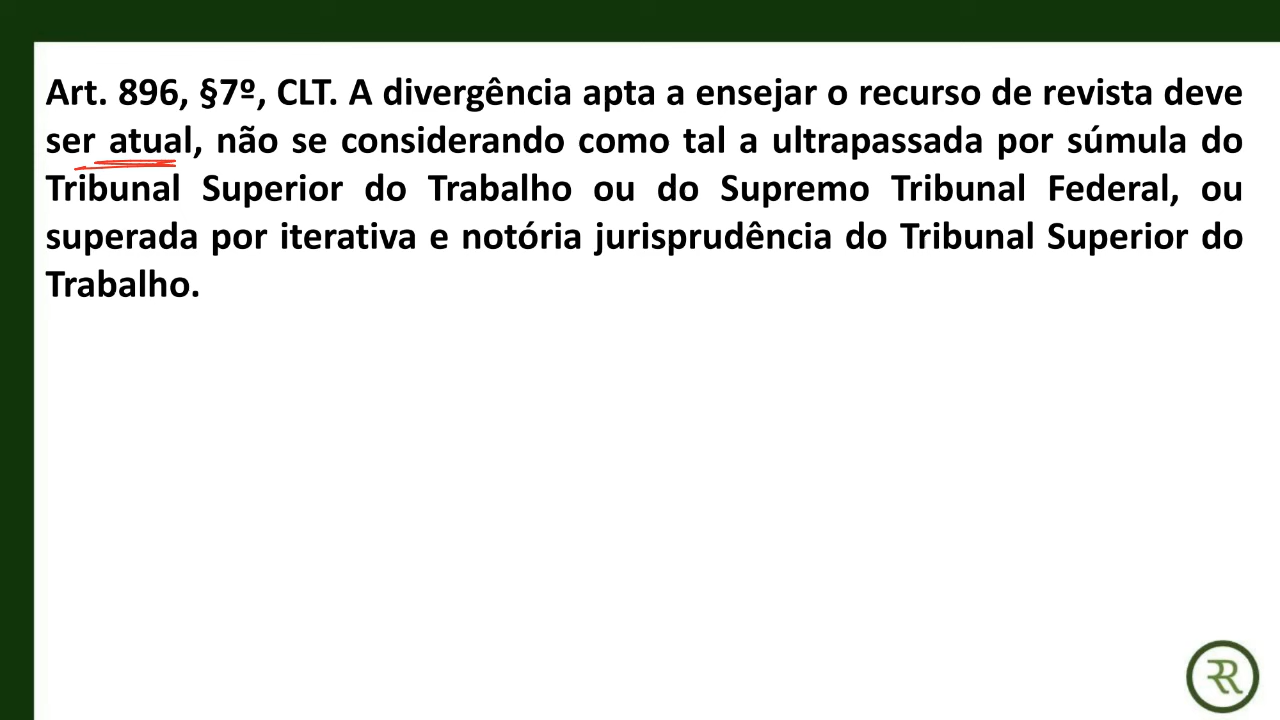 Art. 896, §7º, CLT. A divergência apta a ensejar o recurso de revista deve
ser atual, não se considerando como tal a ultrapassada por súmula do
Tribunal Superior do Trabalho ou do Supremo Tribunal Federal, ou
superada por iterativa e notória jurisprudência do Tribunal Superior do
Trabalho.